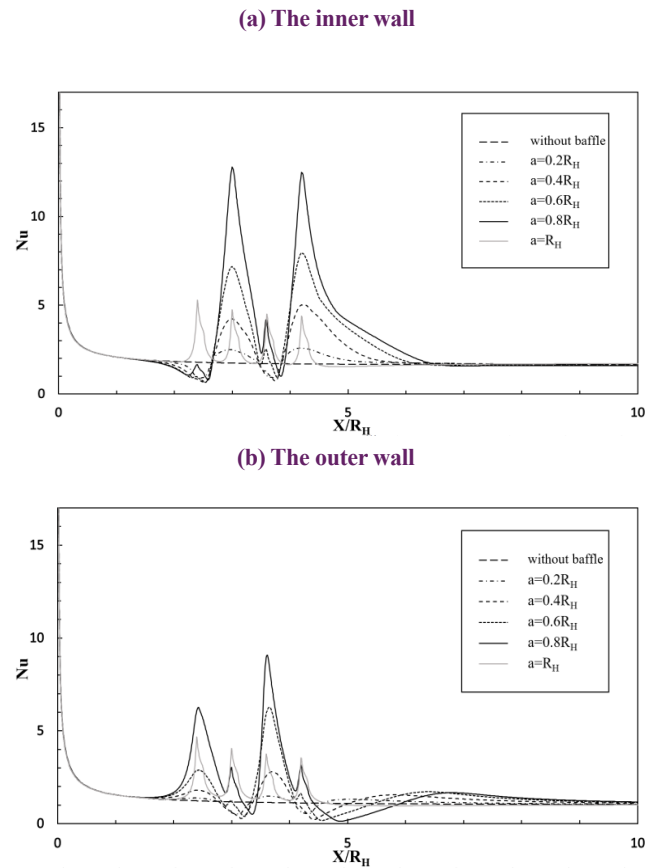 (a) The inner wall
Nu
15
10
5
0
0
5
10
X/RH
without baffle
a=0.2RH
a=0.4RH
a=0.6RH
a=0.8RH
a=RH
(b) The outer wall
Nu
15
10
5
0
0
5
10
X/RH
without baffle
a=0.2RH
a=0.4RH
a=0.6RH
a=0.8RH
a=RH